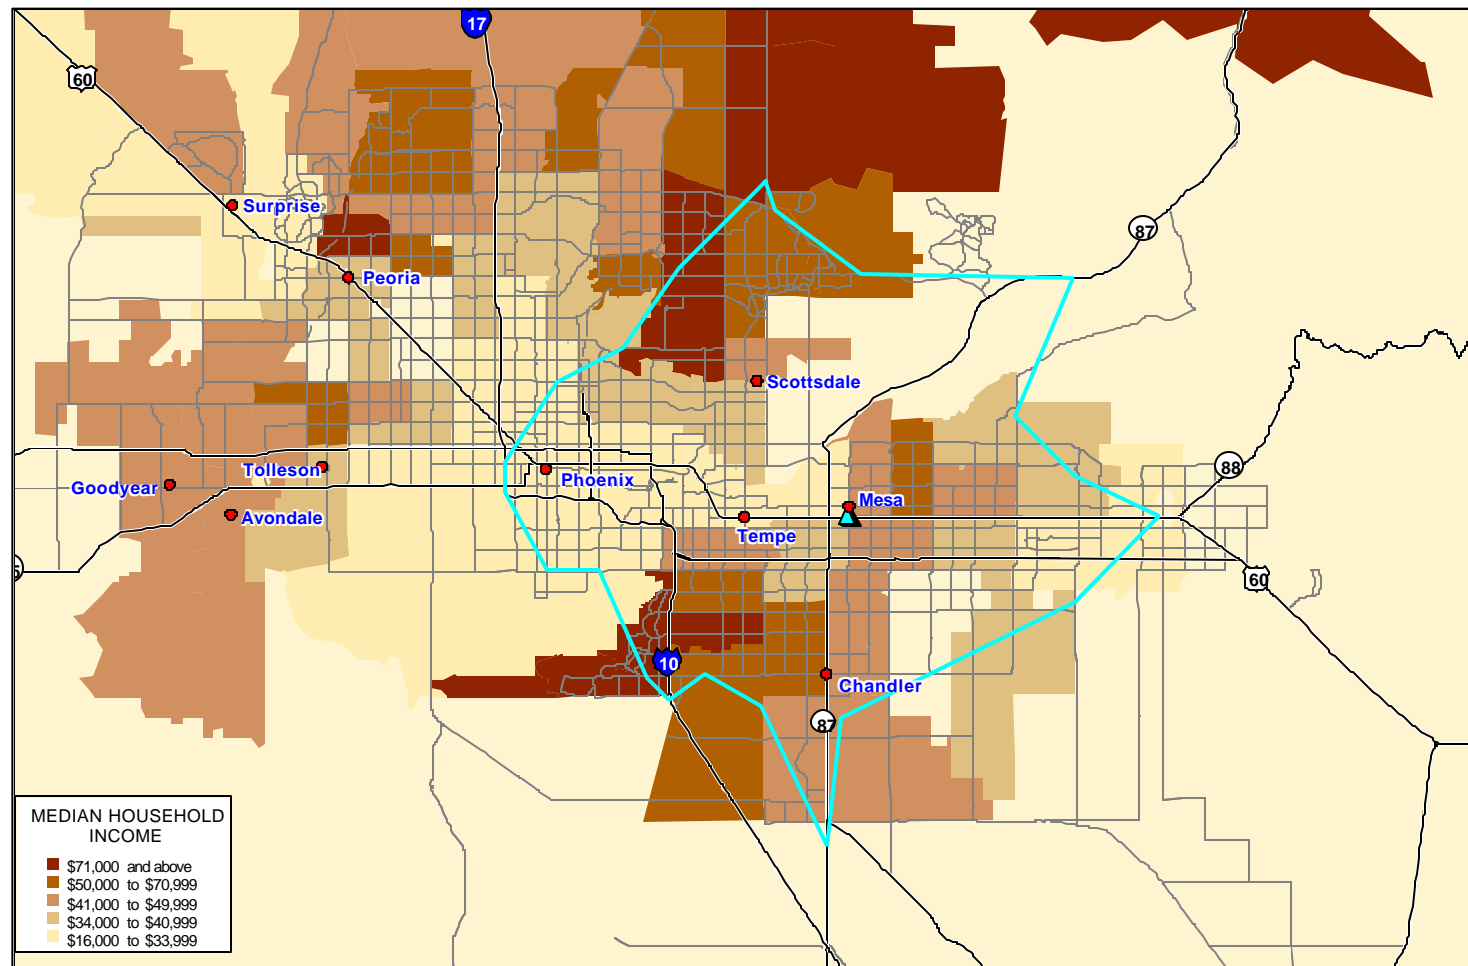 17
60
87
Surprise
Peoria
Scottsdale
Tolleson
Phoenix
88
Goodyear
Mesa
Avondale
Tempe
60
10
Chandler
87
MEDIAN HOUSEHOLD
INCOME
$71,000 and above
$50,000 to $70,999
$41,000 to $49,999
$34,000 to $40,999
$16,000 to $33,999